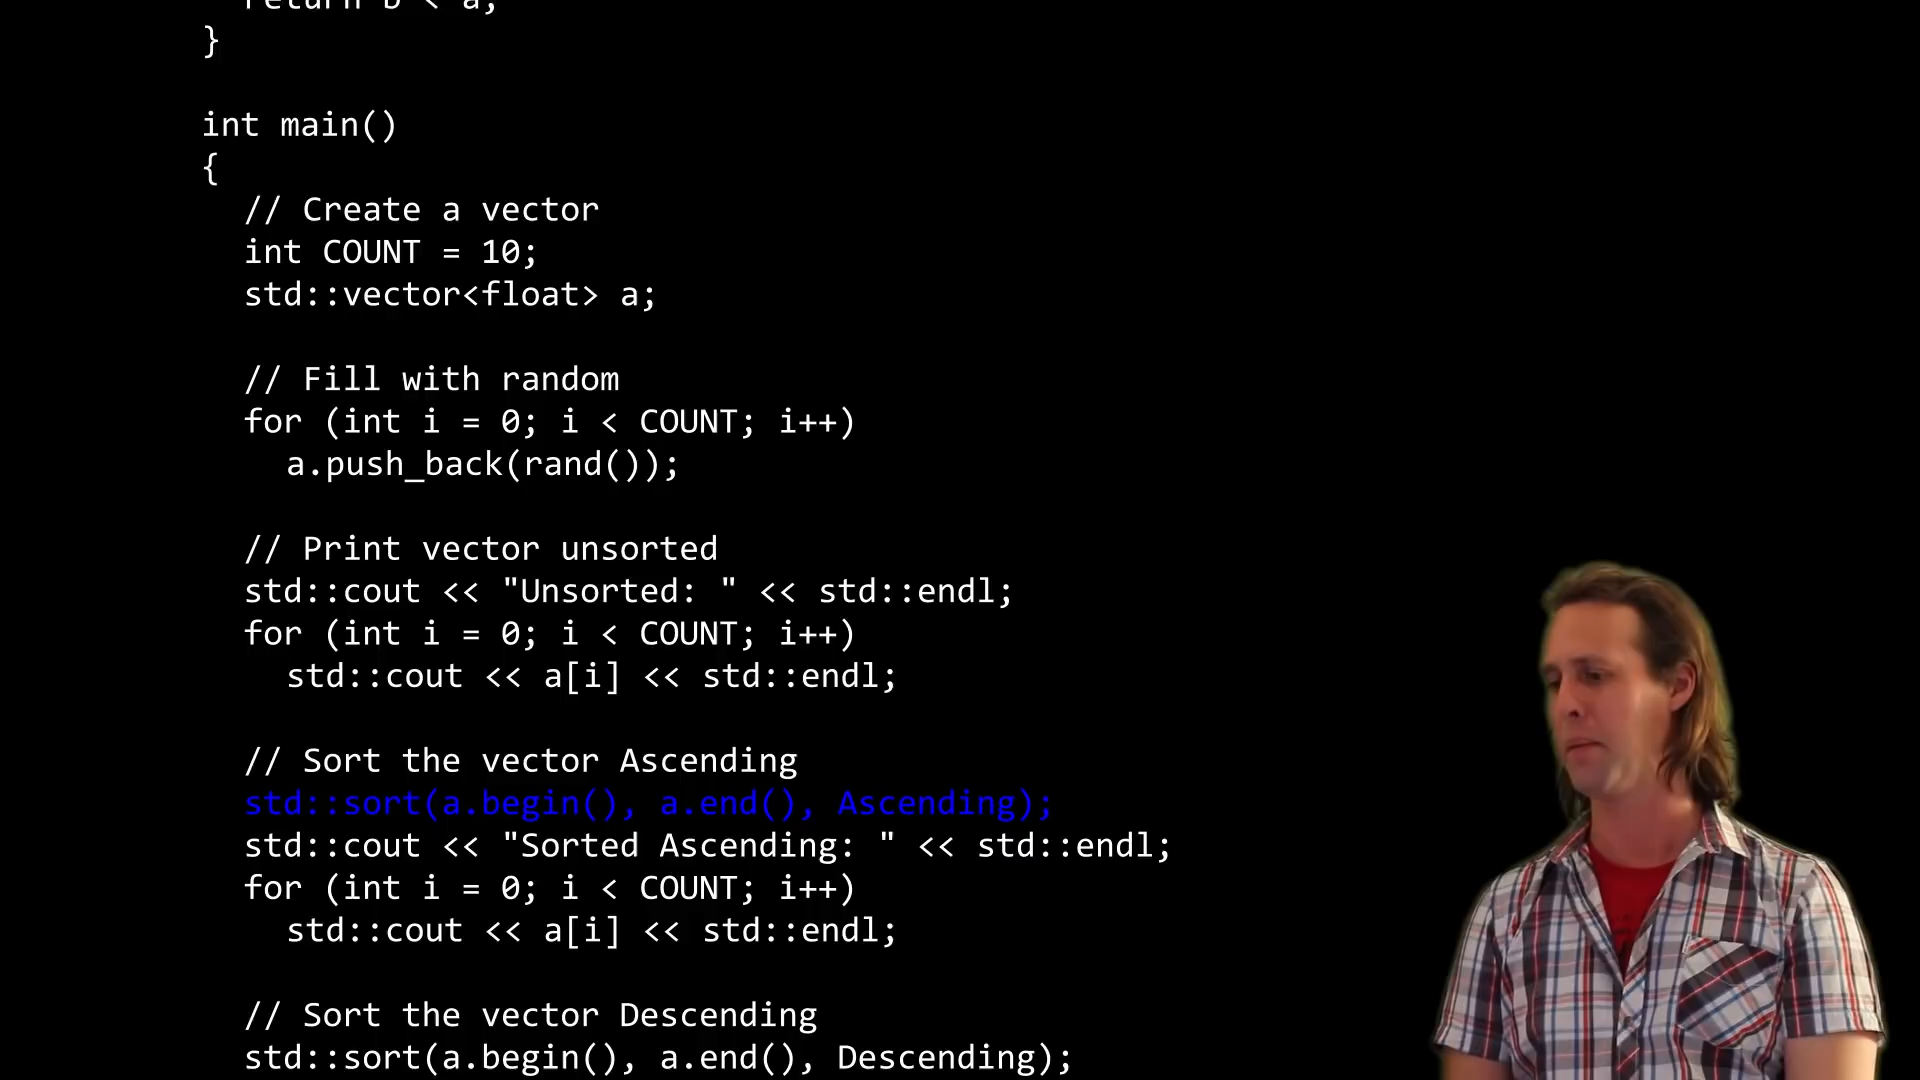 return b < a;
}
int main()
{
// Create a vector
int COUNT = 10;
std::vector<float> a;
// Fill with random
for (int i = 0; i < COUNT; i++)
a.push_back(rand());
// Print vector unsorted
std::cout << "Unsorted: " << std::endl;
for (int i = 0; i < COUNT; i++)
std::cout << a[i] << std::endl;
// Sort the vector Ascending
std::sort(a.begin(), a.end(), Ascending);
std::cout << "Sorted Ascending: " << std::endl;
for (int i = 0; i < COUNT; i++)
std::cout << a[i] << std::endl;
// Sort the vector Descending
std::sort(a.begin(), a.end(), Descending);